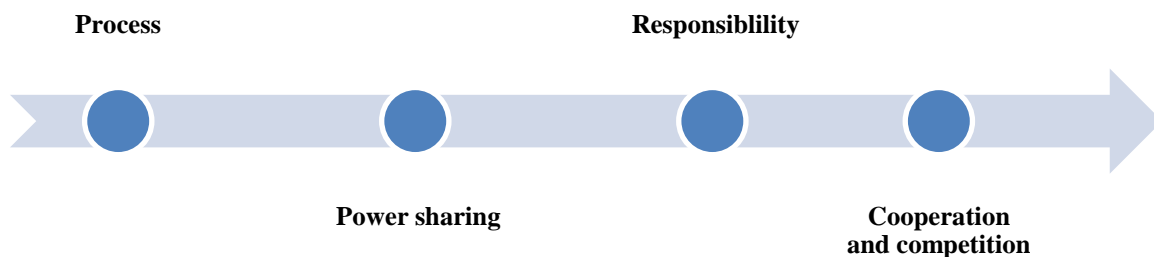 Process
Responsiblility
Power sharing
Cooperation
and competition